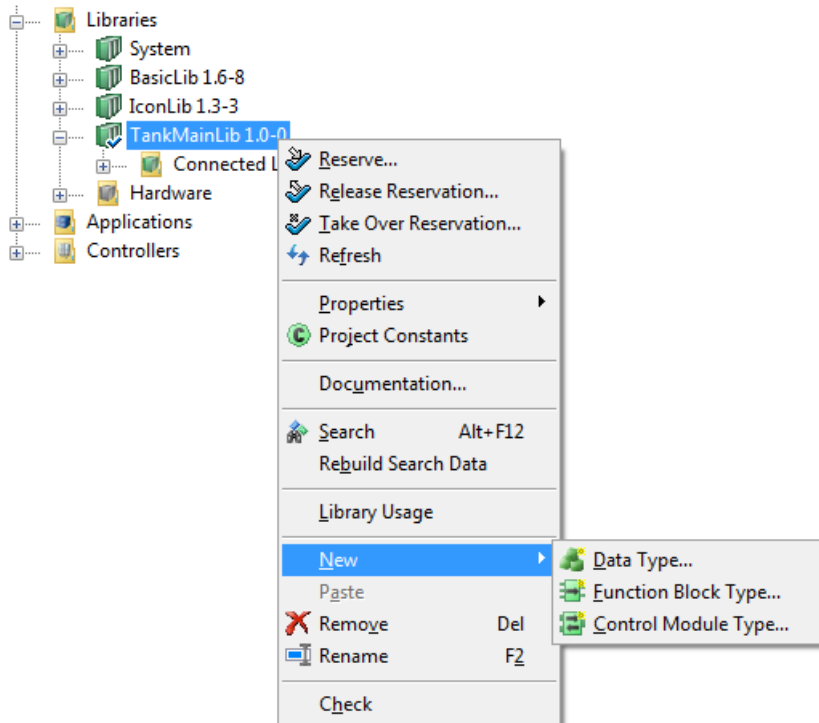 Libraries
System
BasicLib 1.6-8
IconLib 1.3-3
TankMainLib 1.0-0
Connected L
Hardware
Applications
Controllers
Reserve...
Release Reservation...
Take Over Reservation...
Refresh
Properties
Project Constants
Documentation...
Search Alt+F12
Rebuild Search Data
Library Usage
New
Paste
Remove Del
Rename F2
Check
Data Type...
Function Block Type...
Control Module Type...